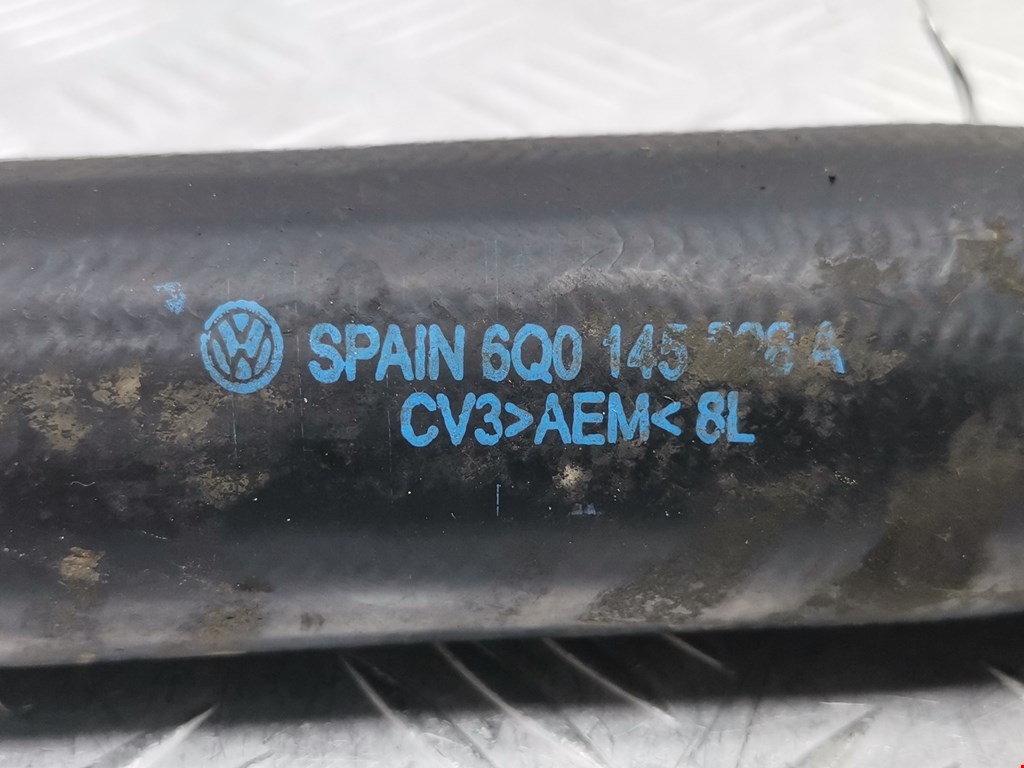 SPAIN 6Q0 145 A
CV3>AEM< 8L